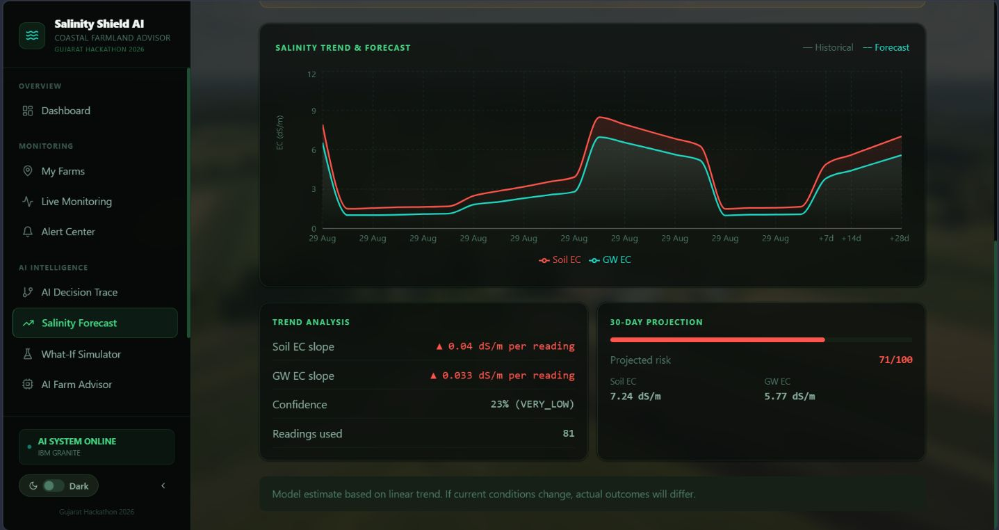 Salinity Shield AI
COASTAL FARMLAND ADVISOR
GUJARAT HACKATHON 2026
OVERVIEW
Dashboard
MONITORING
My Farms
Live Monitoring
Alert Center
AI INTELLIGENCE
AI Decision Trace
Salinity Forecast
What-If Simulator
AI Farm Advisor
AI SYSTEM ONLINE
IBM GRANITE
Dark
Gujarat Hackathon 2026
SALINITY TREND & FORECAST
— Historical -- Forecast
EC (dS/m)
12
9
6
3
0
29 Aug 29 Aug 29 Aug 29 Aug 29 Aug 29 Aug 29 Aug 29 Aug 29 Aug 29 Aug +7d +14d +28d
Soil EC GW EC
TREND ANALYSIS
Soil EC slope ▲ 0.04 dS/m per reading
GW EC slope ▲ 0.033 dS/m per reading
Confidence 23% (VERY_LOW)
Readings used 81
30-DAY PROJECTION
Projected risk 71/100
Soil EC GW EC
7.24 dS/m 5.77 dS/m
Model estimate based on linear trend. If current conditions change, actual outcomes will differ.